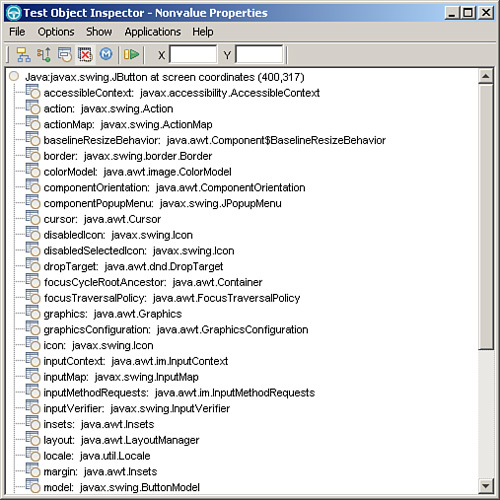 Test Object Inspector - Nonvalue Properties
File Options Show Applications Help
X Y
Java:javax.swing.JButton at screen coordinates (400,317)
accessibleContext: javax.accessibility.AccessibleContext
action: javax.swing.Action
actionMap: javax.swing.ActionMap
baselineResizeBehavior: java.awt.Component$BaselineResizeBehavior
border: javax.swing.border.Border
colorModel: java.awt.image.ColorModel
componentOrientation: java.awt.ComponentOrientation
componentPopupMenu: javax.swing.JPopupMenu
cursor: java.awt.Cursor
disabledIcon: javax.swing.Icon
disabledSelectedIcon: javax.swing.Icon
dropTarget: java.awt.dnd.DropTarget
focusCycleRootAncestor: java.awt.Container
focusTraversalPolicy: java.awt.FocusTraversalPolicy
graphics: java.awt.Graphics
graphicsConfiguration: java.awt.GraphicsConfiguration
icon: javax.swing.Icon
inputContext: java.awt.im.InputContext
inputMap: javax.swing.InputMap
inputMethodRequests: java.awt.im.InputMethodRequests
inputVerifier: javax.swing.InputVerifier
insets: java.awt.Insets
layout: java.awt.LayoutManager
locale: java.util.Locale
margin: java.awt.Insets
model: javax.swing.ButtonModel